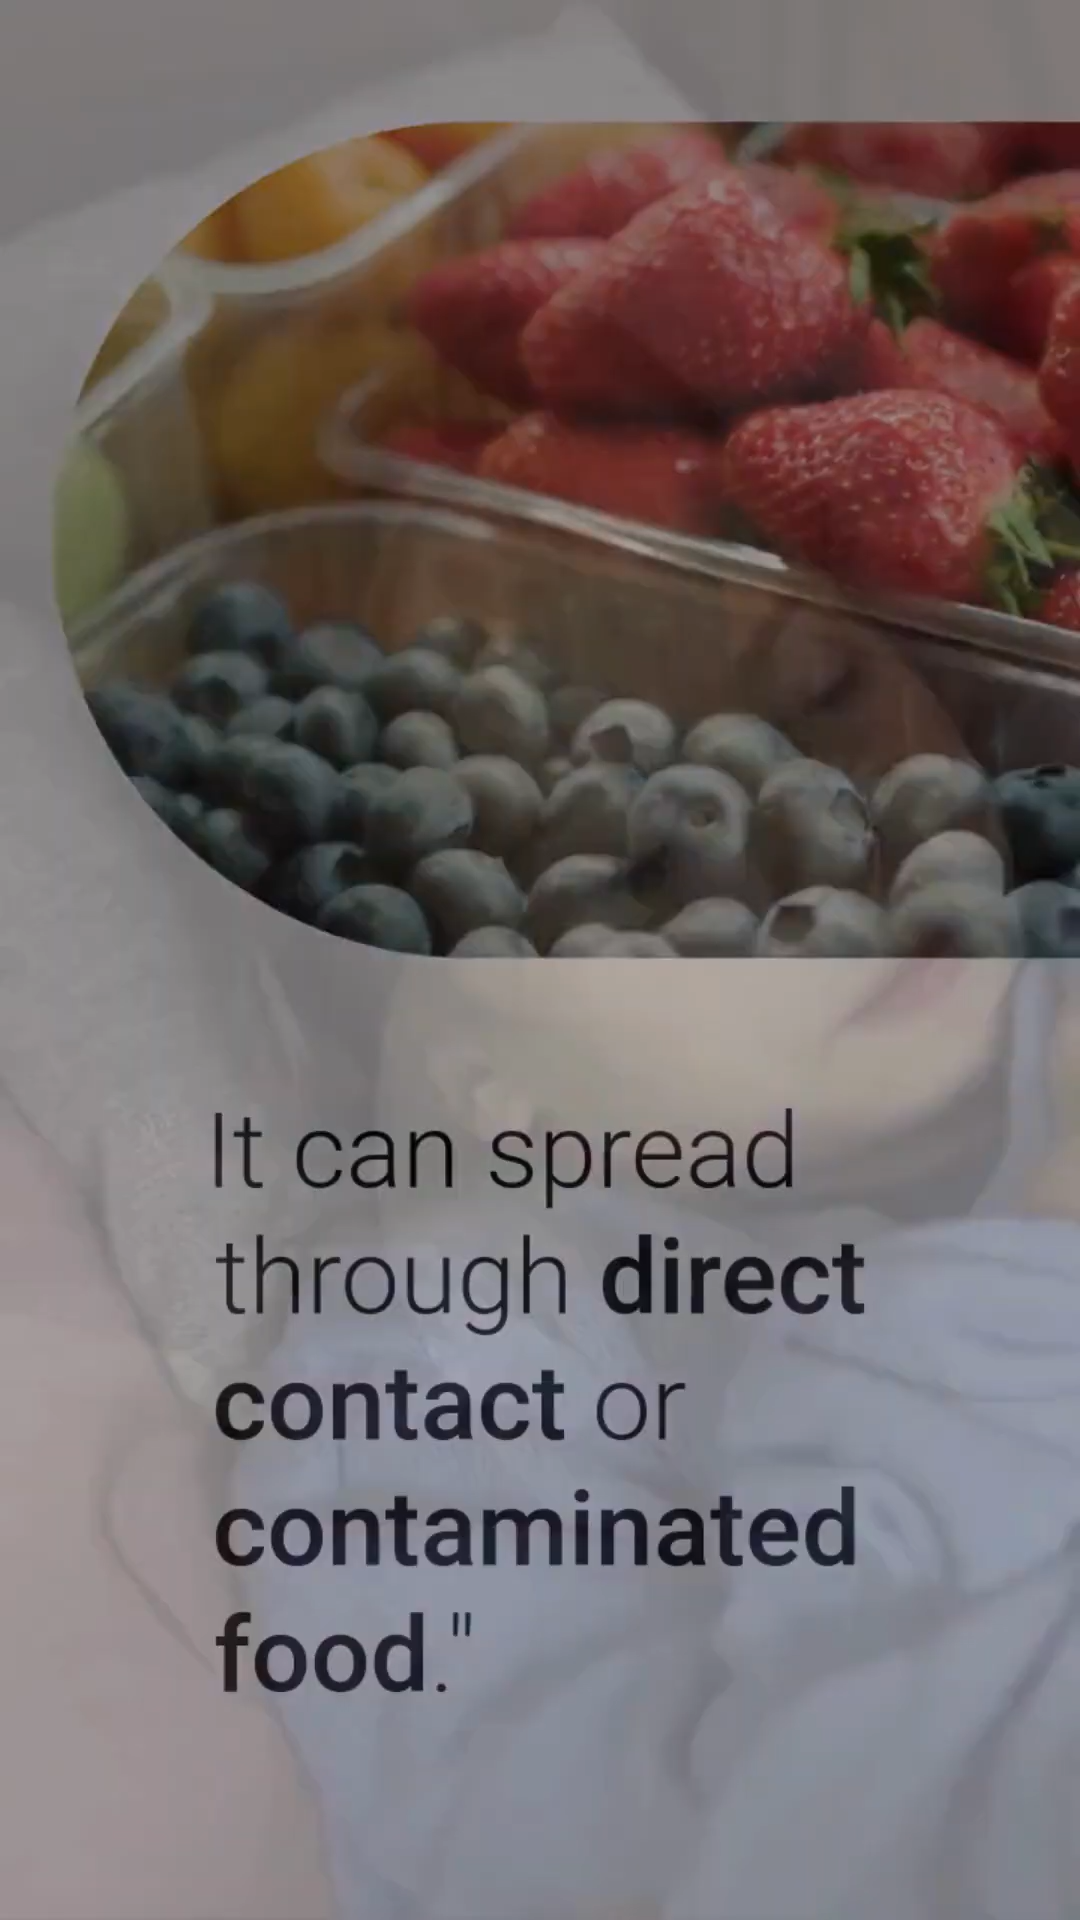 It can spread
through direct
contact or
contaminated
food."